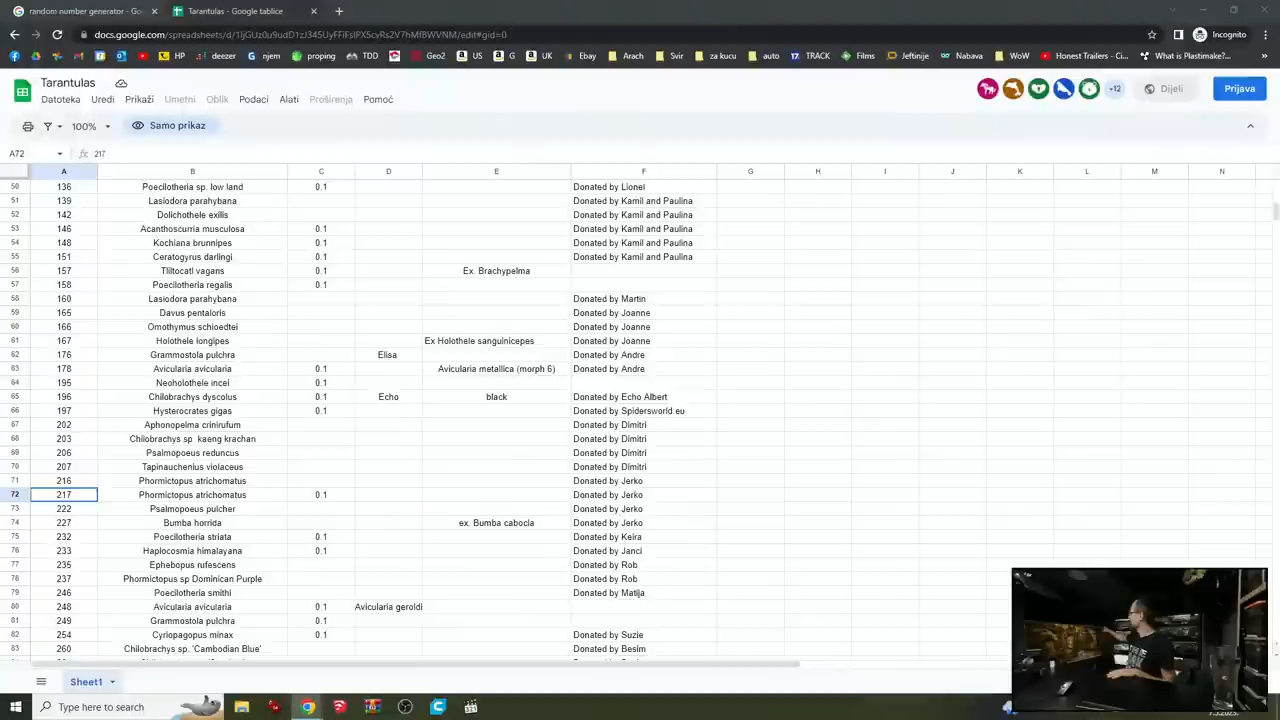 random number generator - Go
Tarantulas - Google tablice
docs.google.com/spreadsheets/d/1ljGUz0u9udD1zJ345UyFFiFsIPX5cyRs2V7hMfBWVNM/edit#gid=0
Incognito
HP deezer njem proping TDD Geo2 US G US Ebay Arach Svir za kucu auto TRACK Films Jeftinije Nabava WoW Honest Trailers - C... What is Plastimake?...
Tarantulas
Datoteka Uredi Prikaži Umetni Oblik Podaci Alati Proširenja Pomoć
+12 Dijeli Prijava
100% Samo prikaz
A72 217
A B C D E F G H I J K L M N
50 136 Poecilotheria sp. low land 0.1 Donated by Lionel
51 139 Lasiodora parahybana Donated by Kamil and Paulina
52 142 Dolichothele exilis Donated by Kamil and Paulina
53 146 Acanthoscurria musculosa 0.1 Donated by Kamil and Paulina
54 148 Kochiana brunnipes 0.1 Donated by Kamil and Paulina
55 151 Ceratogyrus darlingi 0.1 Donated by Kamil and Paulina
56 157 Tliltocatl vagans 0.1 Ex. Brachypelma
57 158 Poecilotheria regalis 0.1
58 160 Lasiodora parahybana Donated by Martin
59 165 Davus pentaloris Donated by Joanne
60 166 Omothymus schioedtei Donated by Joanne
61 167 Holothele longipes Ex Holothele sanguinicepes Donated by Joanne
62 176 Grammostola pulchra Elisa Donated by Andre
63 178 Avicularia avicularia 0.1 Avicularia metallica (morph 6) Donated by Andre
64 195 Neoholothele incei 0.1
65 196 Chilobrachys dyscolus 0.1 Echo black Donated by Echo Albert
66 197 Hysterocrates gigas 0.1 Donated by Spidersworld.eu
67 202 Aphonopelma crinirufum Donated by Dimitri
68 203 Chilobrachys sp kaeng krachan Donated by Dimitri
69 206 Psalmopoeus reduncus Donated by Dimitri
70 207 Tapinauchenius violaceus Donated by Dimitri
71 216 Phormictopus atrichomatus Donated by Jerko
72 217 Phormictopus atrichomatus 0.1 Donated by Jerko
73 222 Psalmopoeus pulcher Donated by Jerko
74 227 Bumba horrida ex. Bumba cabocla Donated by Jerko
75 232 Poecilotheria striata 0.1 Donated by Keira
76 233 Haplocosmia himalayana 0.1 Donated by Janci
77 235 Ephebopus rufescens Donated by Rob
78 237 Phormictopus sp Dominican Purple Donated by Rob
79 246 Poecilotheria smithi Donated by Matija
80 248 Avicularia avicularia 0.1 Avicularia geroldi
81 249 Grammostola pulchra 0.1
82 254 Cyriopagopus minax 0.1 Donated by Suzie
83 260 Chilobrachys sp. 'Cambodian Blue' Donated by Besim
Sheet1
Type here to search
7.5.2023.